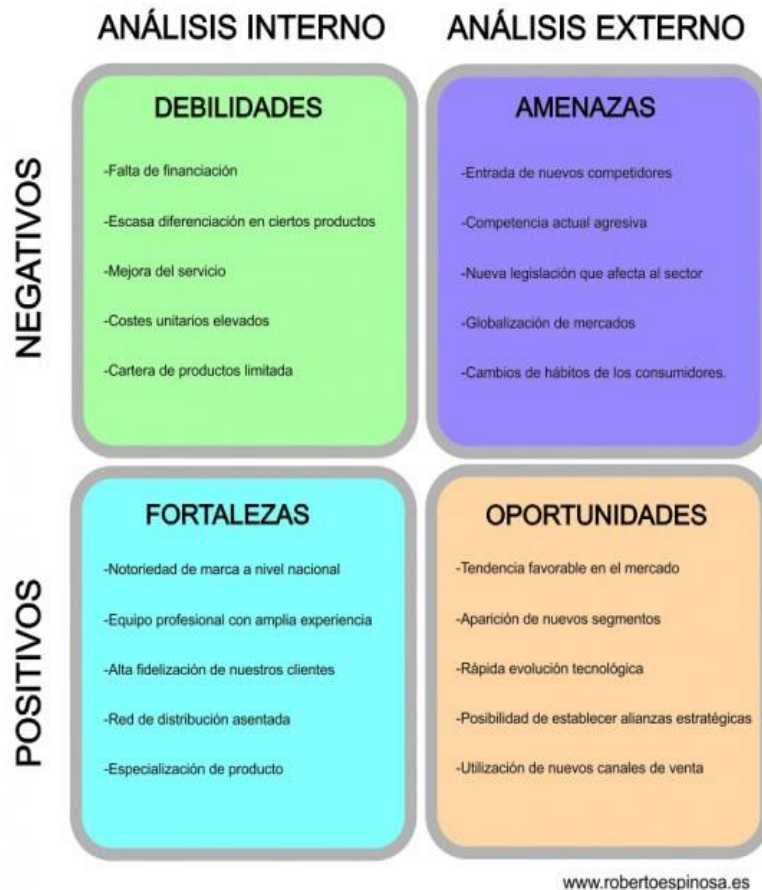 ANÁLISIS INTERNO
ANÁLISIS EXTERNO
NEGATIVOS
DEBILIDADES
-Falta de financiación
-Escasa diferenciación en ciertos productos
-Mejora del servicio
-Costes unitarios elevados
-Cartera de productos limitada
AMENAZAS
-Entrada de nuevos competidores
-Competencia actual agresiva
-Nueva legislación que afecta al sector
-Globalización de mercados
-Cambios de hábitos de los consumidores.
POSITIVOS
FORTALEZAS
-Notoriedad de marca a nivel nacional
-Equipo profesional con amplia experiencia
-Alta fidelización de nuestros clientes
-Red de distribución asentada
-Especialización de producto
OPORTUNIDADES
-Tendencia favorable en el mercado
-Aparición de nuevos segmentos
-Rápida evolución tecnológica
-Posibilidad de establecer alianzas estratégicas
-Utilización de nuevos canales de venta
www.robertoespinosa.es